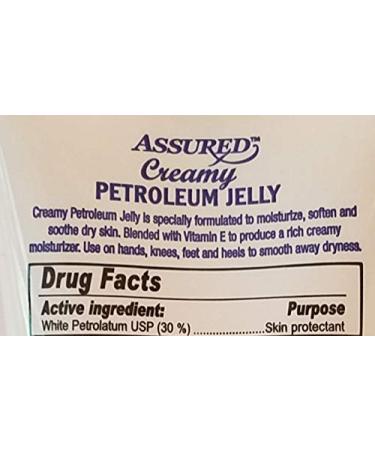 ASSURED™
Creamy
PETROLEUM JELLY
Creamy Petroleum Jelly is specially formulated to moisturize, soften and
soothe dry skin. Blended with Vitamin E to produce a rich creamy
moisturizer. Use on hands, knees, feet and heels to smooth away dryness.
Drug Facts
Active ingredient: Purpose
White Petrolatum USP (30 %) ......................Skin protectant